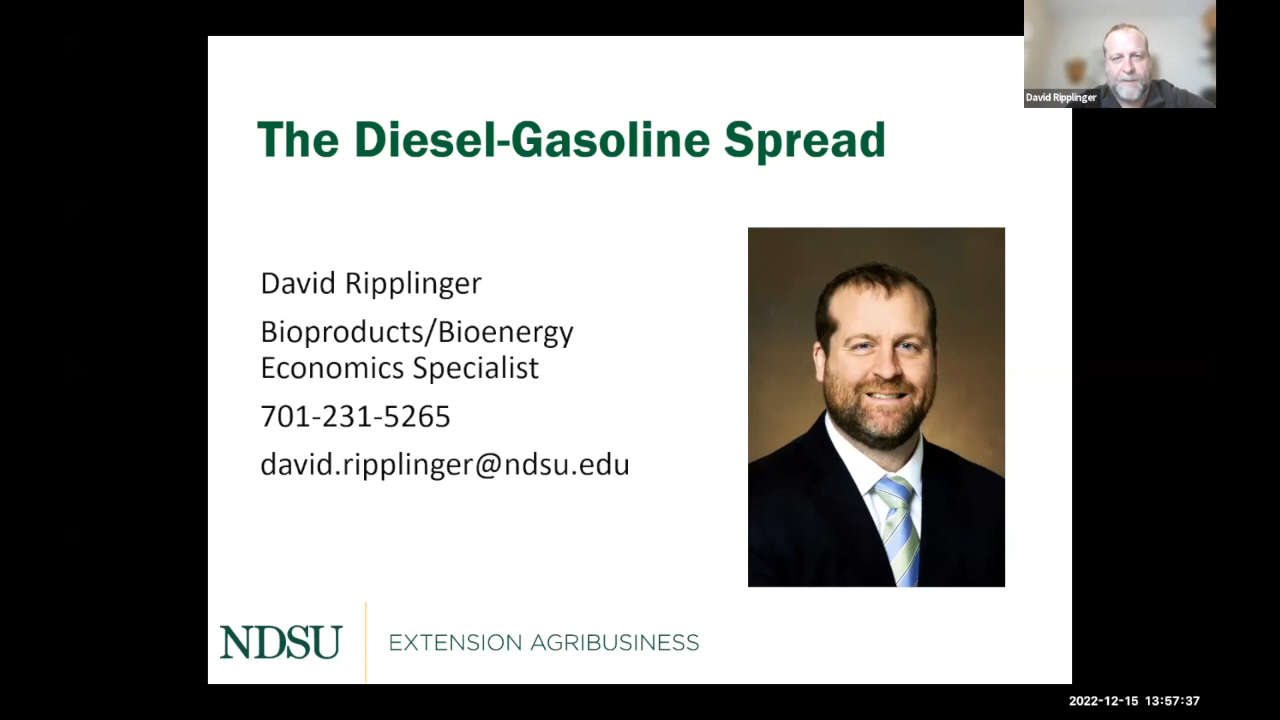 David Ripplinger
The Diesel-Gasoline Spread
David Ripplinger
Bioproducts/Bioenergy
Economics Specialist
701-231-5265
david.ripplinger@ndsu.edu
NDSU
EXTENSION AGRIBUSINESS
2022-12-15 13:57:37